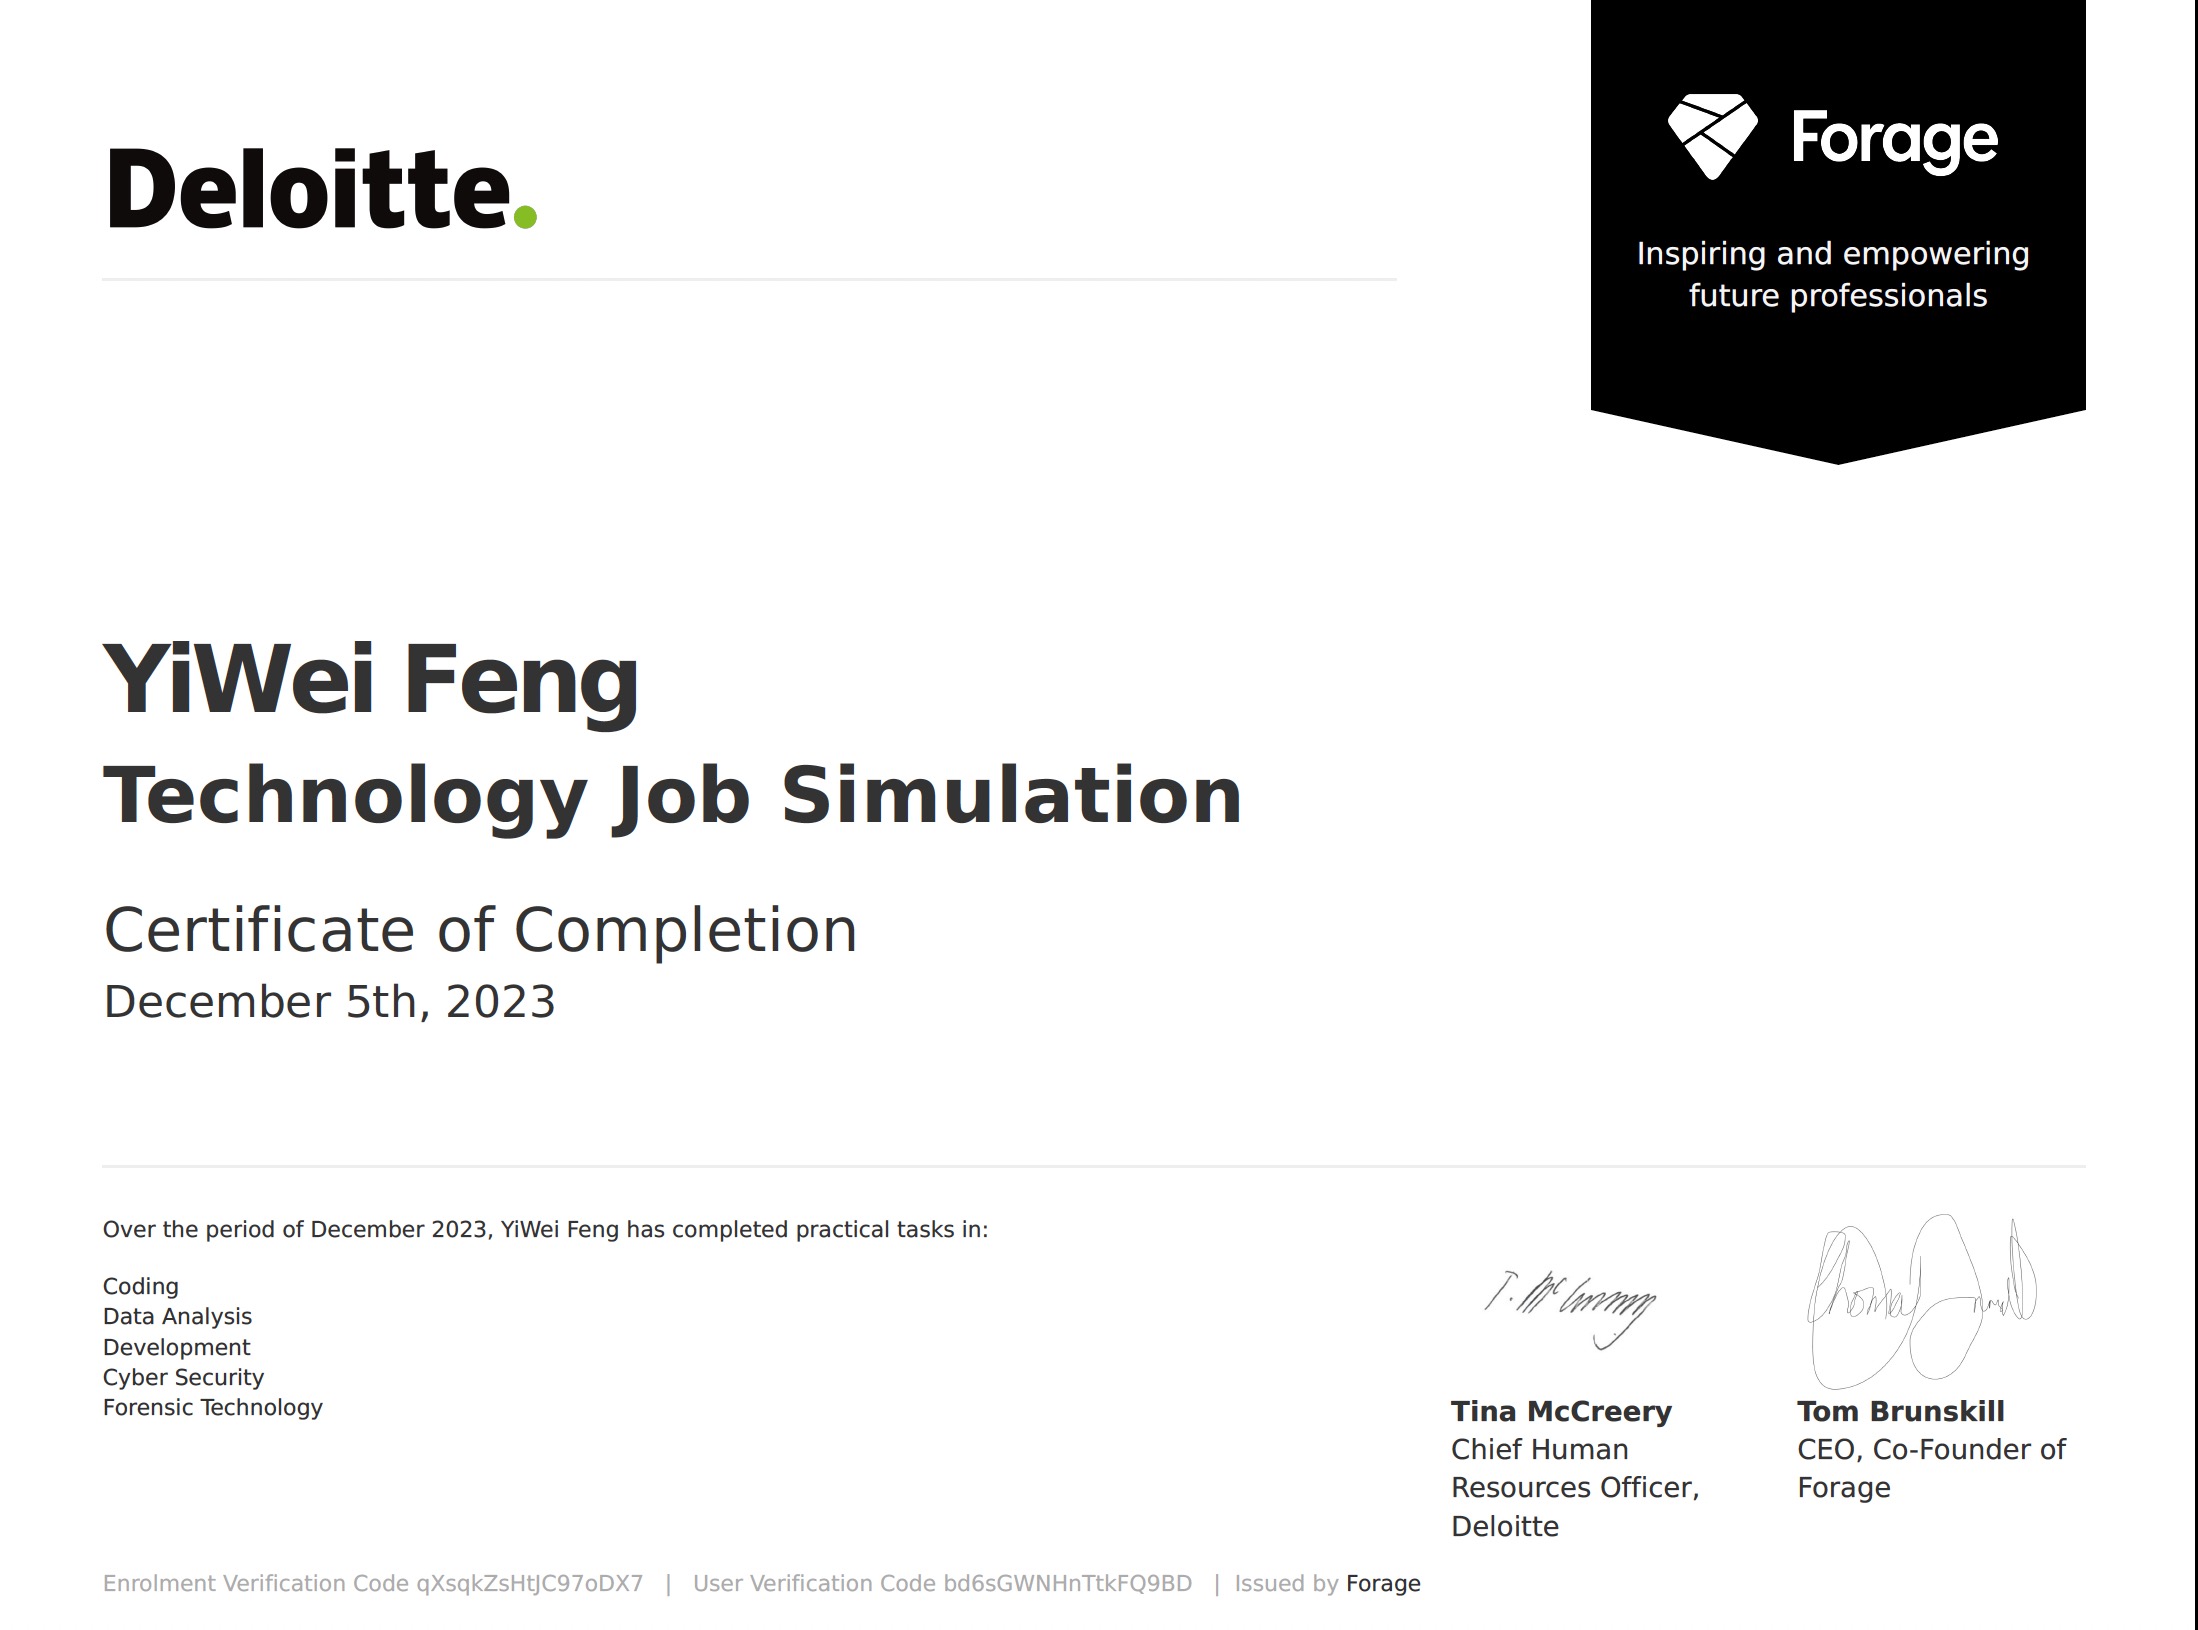 Deloitte.
Forage
Inspiring and empowering
future professionals
YiWei Feng
Technology Job Simulation
Certificate of Completion
December 5th, 2023
Over the period of December 2023, YiWei Feng has completed practical tasks in:
Coding
Data Analysis
Development
Cyber Security
Forensic Technology
T. McCreery
Tina McCreery
Chief Human
Resources Officer,
Deloitte
Tom Brunskill
CEO, Co-Founder of
Forage
Enrolment Verification Code qXsqkZsHtJC97oDX7 | User Verification Code bd6sGWNHnTtkFQ9BD | Issued by Forage